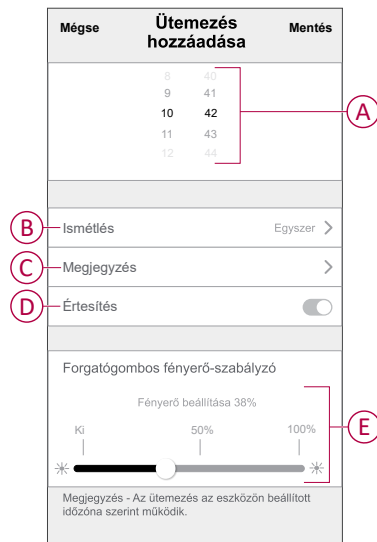 Mégse Ütemezés hozzáadása Mentés
8 40
9 41
10 42
11 43
12 44
A
B Ismétlés Egyszer
C Megjegyzés
D Értesítés
Forgatógombos fényerő-szabályzó
Fényerő beállítása 38%
Ki 50% 100%
E
Megjegyzés - Az ütemezés az eszközön beállított
időzóna szerint működik.